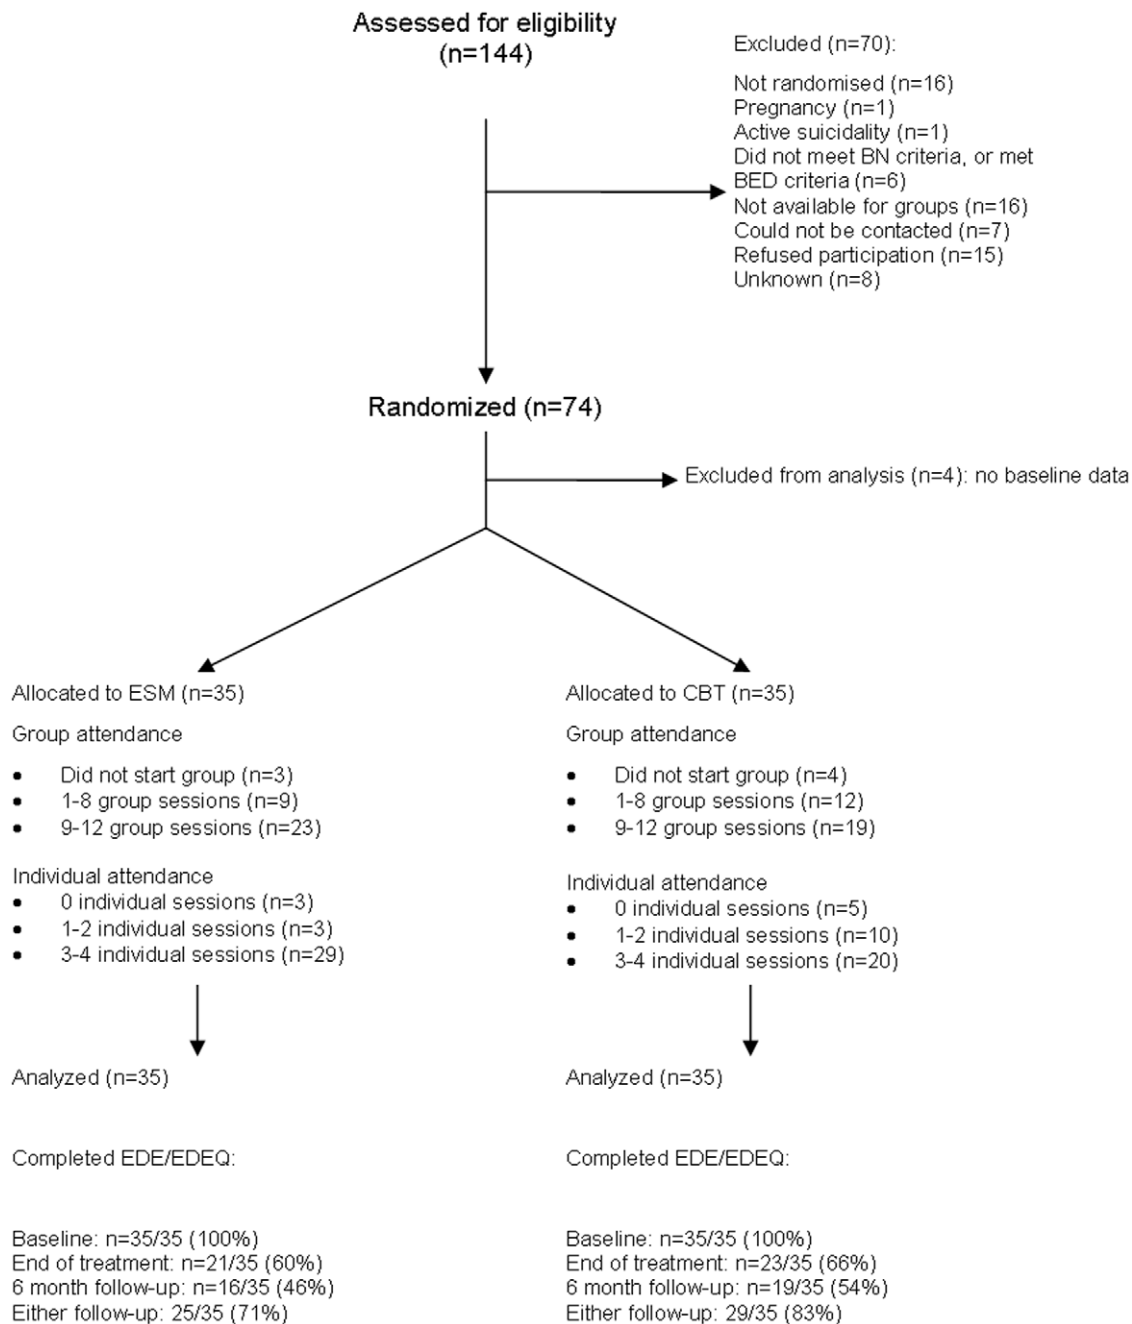 Assessed for eligibility
(n=144)
Excluded (n=70):
Not randomised (n=16)
Pregnancy (n=1)
Active suicidality (n=1)
Did not meet BN criteria, or met
BED criteria (n=6)
Not available for groups (n=16)
Could not be contacted (n=7)
Refused participation (n=15)
Unknown (n=8)
Randomized (n=74)
Excluded from analysis (n=4): no baseline data
Allocated to ESM (n=35)
Group attendance
• Did not start group (n=3)
• 1-8 group sessions (n=9)
• 9-12 group sessions (n=23)
Individual attendance
• 0 individual sessions (n=3)
• 1-2 individual sessions (n=3)
• 3-4 individual sessions (n=29)
Analyzed (n=35)
Completed EDE/EDEQ:
Baseline: n=35/35 (100%)
End of treatment: n=21/35 (60%)
6 month follow-up: n=16/35 (46%)
Either follow-up: 25/35 (71%)
Allocated to CBT (n=35)
Group attendance
• Did not start group (n=4)
• 1-8 group sessions (n=12)
• 9-12 group sessions (n=19)
Individual attendance
• 0 individual sessions (n=5)
• 1-2 individual sessions (n=10)
• 3-4 individual sessions (n=20)
Analyzed (n=35)
Completed EDE/EDEQ:
Baseline: n=35/35 (100%)
End of treatment: n=23/35 (66%)
6 month follow-up: n=19/35 (54%)
Either follow-up: 29/35 (83%)